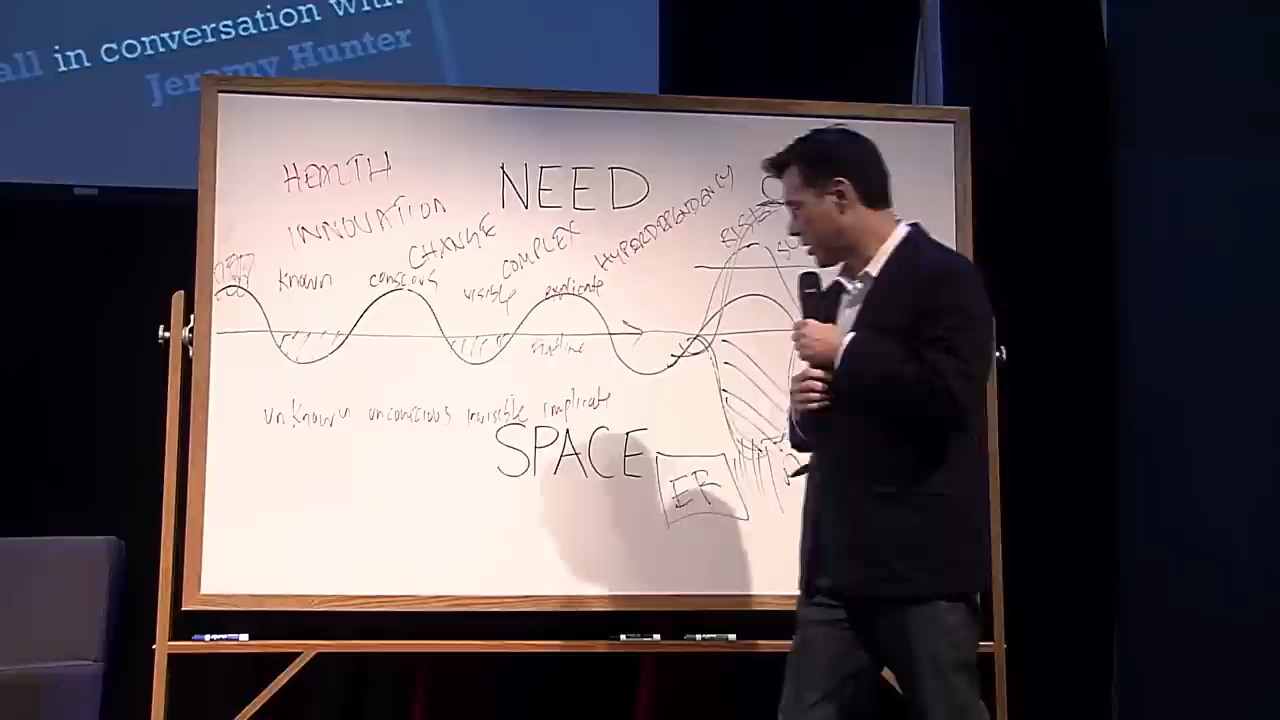 all in conversation with
Jeremy Hunter
HEALTH
NEED
INNOVATION
CHANGE
COMPLEX
HYPERDEPENDENCY
known
conscious
visible
explicate
unknown
unconscious
invisible
implicate
SPACE
ER